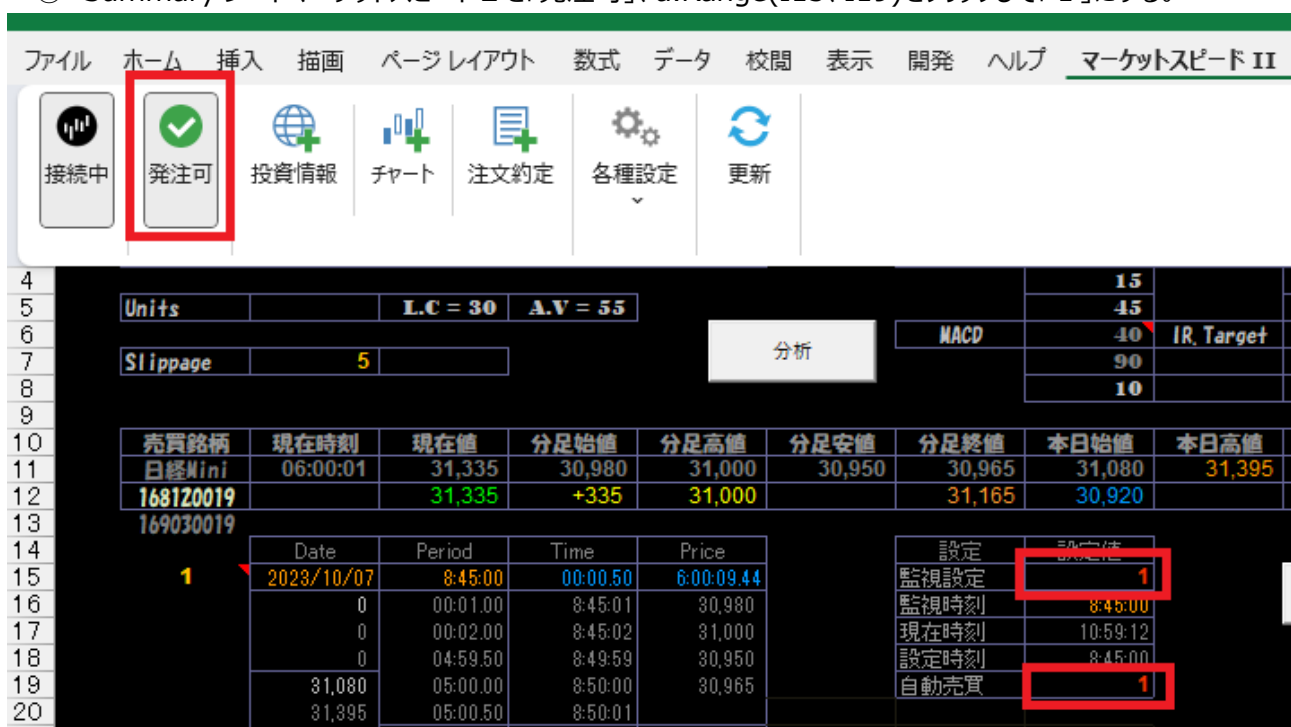 ファイル ホーム 挿入 描画 ページ レイアウト 数式 データ 校閲 表示 開発 ヘルプ マーケットスピード II
接続中 発注可 投資情報 チャート 注文約定 各種設定 更新
4 15
5 Units L.C = 30 A.V = 55 45
6 MACD 40 IR.Target
分析
7 Slippage 5 90
8 10
9
10 売買銘柄 現在時刻 現在値 分足始値 分足高値 分足安値 分足終値 本日始値 本日高値
11 日経Mini 06:00:01 31,335 30,980 31,000 30,950 30,965 31,080 31,395
12 168120019 31,335 +335 31,000 31,165 30,920
13 169030019
14 Date Period Time Price 設定 設定値
15 1 2023/10/07 8:45:00 00:00.50 6:00:09.44 監視設定 1
16 0 00:01.00 8:45:01 30,980 監視時刻 8:45:00
17 0 00:02.00 8:45:02 31,000 現在時刻 10:59:12
18 0 04:59.50 8:49:59 30,950 設定時刻 8:45:00
19 31,080 05:00.00 8:50:00 30,965 自動売買 1
20 31,395 05:00.50 8:50:01